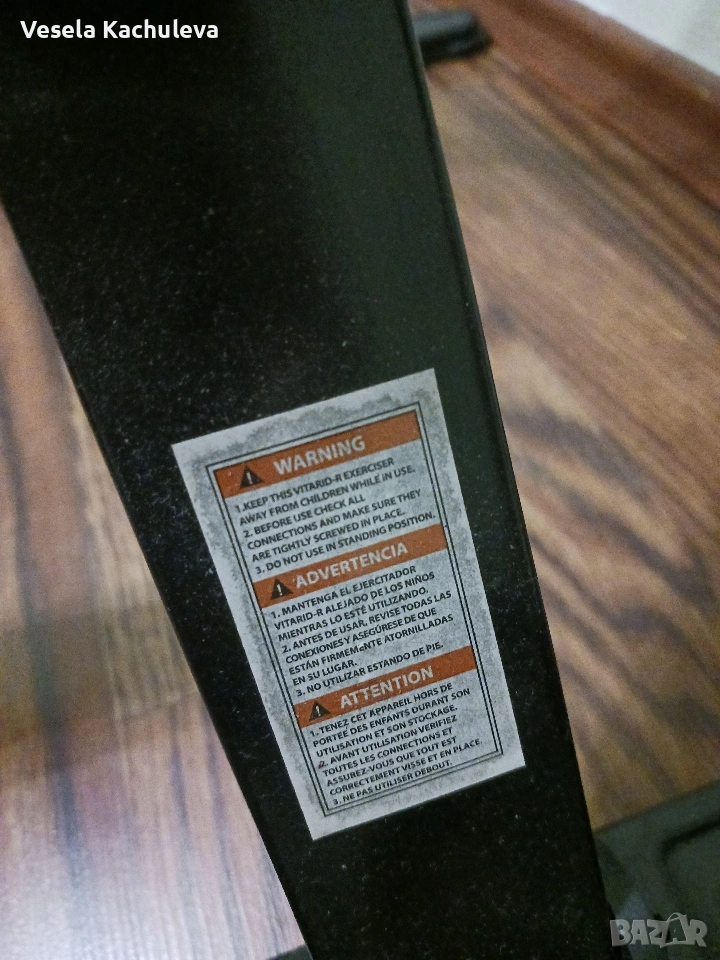 Vesela Kachuleva
WARNING
1.KEEP THIS VITARID-R EXERCISER
AWAY FROM CHILDREN WHILE IN USE.
2. BEFORE USE CHECK ALL
CONNECTIONS AND MAKE SURE THEY
ARE TIGHTLY SCREWED IN PLACE.
3. DO NOT USE IN STANDING POSITION.
ADVERTENCIA
1. MANTENGA EL EJERCITADOR
VITARID-R ALEJADO DE LOS NIÑOS
MIENTRAS LO ESTÉ UTILIZANDO.
2. ANTES DE USAR, REVISE TODAS LAS
CONEXIONES Y ASEGÚRESE DE QUE
ESTÁN FIRMEMENTE ATORNILLADAS
EN SU LUGAR.
3. NO UTILIZAR ESTANDO DE PIE.
ATTENTION
1. TENEZ CET APPAREIL HORS DE
PORTÉE DES ENFANTS DURANT SON
UTILISATION ET SON STOCKAGE.
2. AVANT UTILISATION VERIFIEZ
TOUTES LES CONNECTIONS ET
ASSUREZ-VOUS QUE TOUT EST
CORRECTEMENT VISSE ET EN PLACE.
3. NE PAS UTILISER DEBOUT.
BAZAR